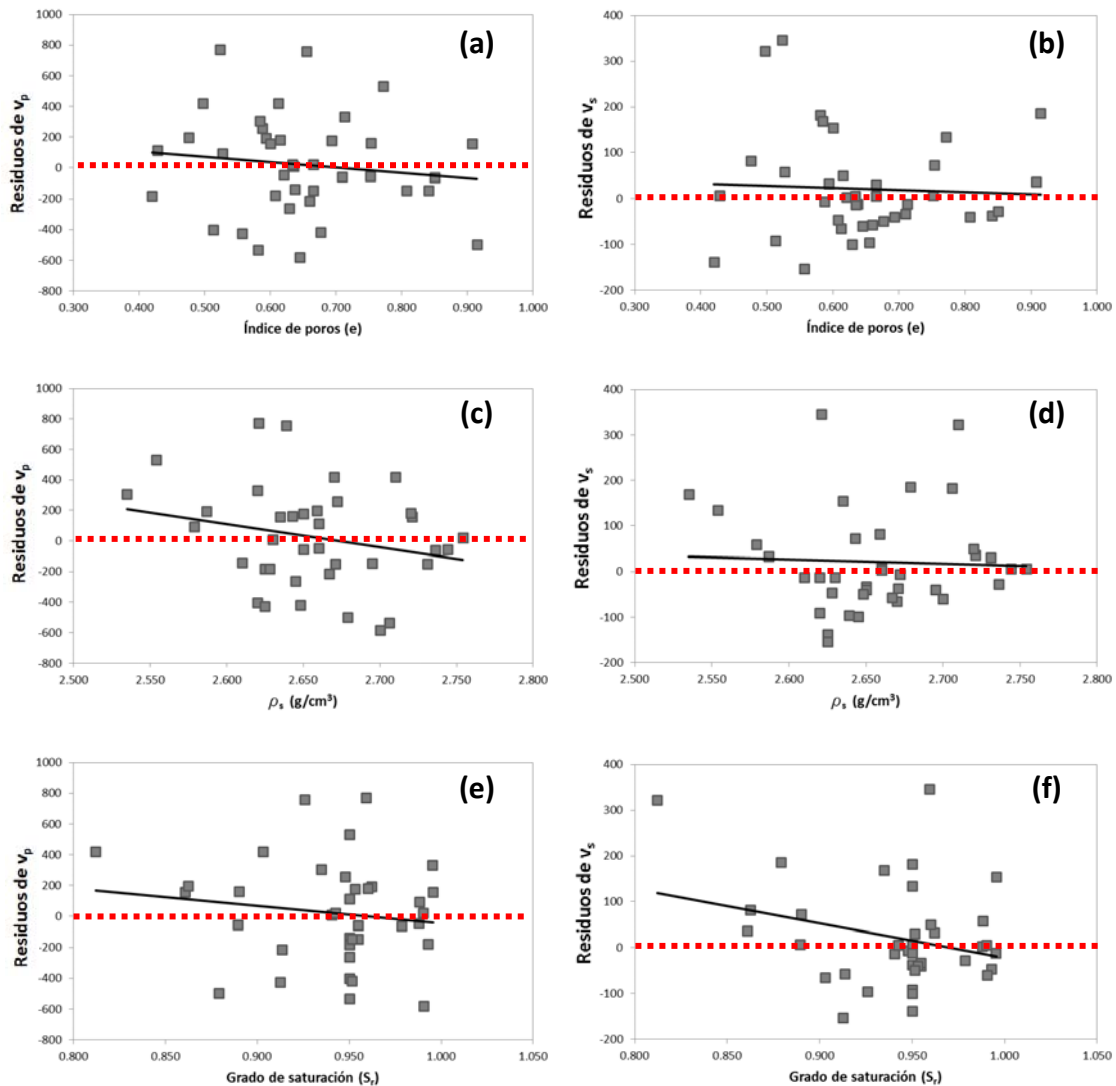 (a)
Residuos de vp
1000
800
600
400
200
0
-200
-400
-600
-800
0.300 0.400 0.500 0.600 0.700 0.800 0.900 1.000
Índice de poros (e)
(b)
Residuos de vs
400
300
200
100
0
-100
-200
0.300 0.400 0.500 0.600 0.700 0.800 0.900 1.000
Índice de poros (e)
(c)
Residuos de vp
1000
800
600
400
200
0
-200
-400
-600
-800
2.500 2.550 2.600 2.650 2.700 2.750 2.800
ρs (g/cm³)
(d)
Residuos de vs
400
300
200
100
0
-100
-200
2.500 2.550 2.600 2.650 2.700 2.750 2.800
ρs (g/cm³)
(e)
Residuos de vp
1000
800
600
400
200
0
-200
-400
-600
-800
0.800 0.850 0.900 0.950 1.000 1.050
Grado de saturación (Sr)
(f)
Residuos de vs
400
300
200
100
0
-100
-200
0.800 0.850 0.900 0.950 1.000 1.050
Grado de saturación (Sr)